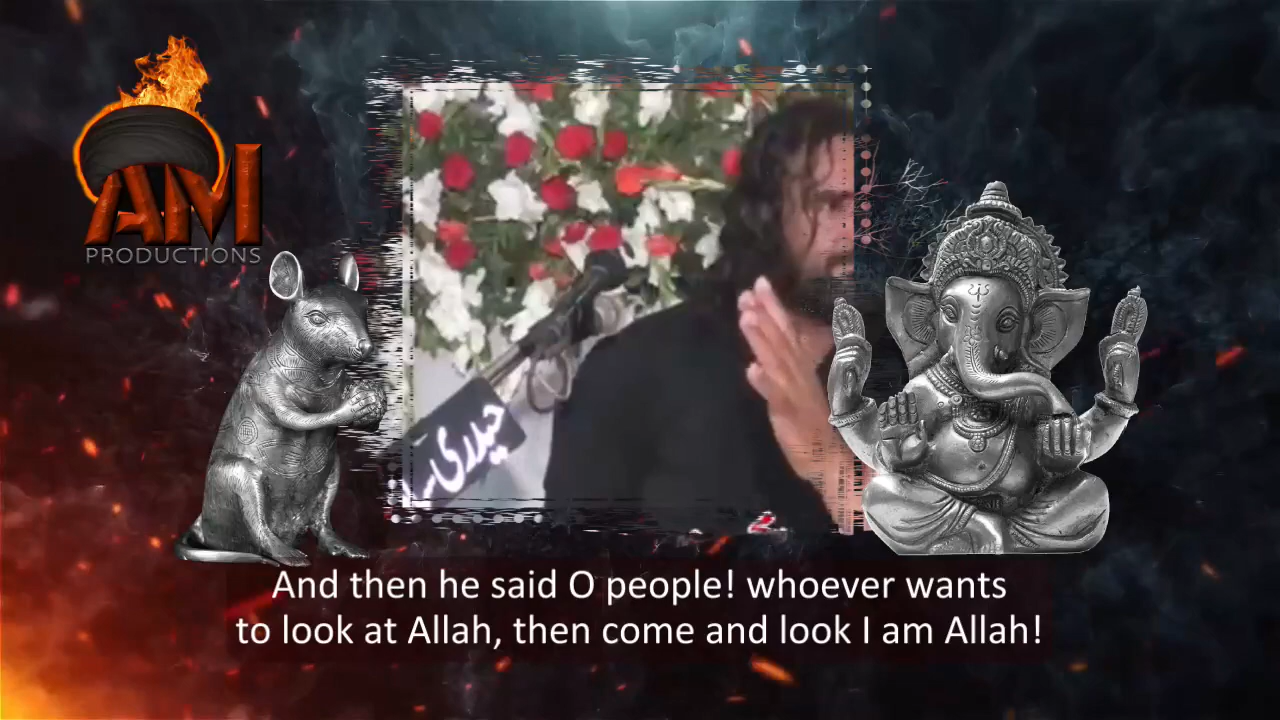 AM
PRODUCTIONS
حیدری
And then he said O people! whoever wants
to look at Allah, then come and look I am Allah!